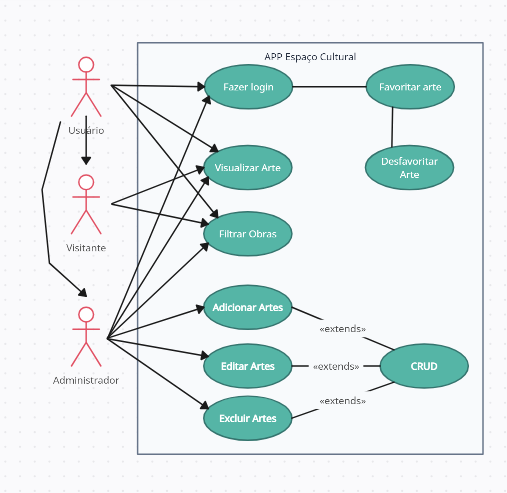 APP Espaço Cultural
Fazer login
Favoritar arte
Usuário
Visualizar Arte
Desfavoritar
Arte
Visitante
Filtrar Obras
Adicionar Artes
«extends»
Administrador
Editar Artes
«extends»
CRUD
«extends»
Excluir Artes